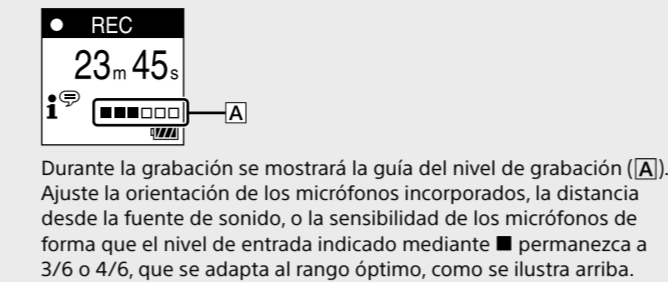 ● REC
23m45s
i
■■■□□□ A
Durante la grabación se mostrará la guía del nivel de grabación (A).
Ajuste la orientación de los micrófonos incorporados, la distancia
desde la fuente de sonido, o la sensibilidad de los micrófonos de
forma que el nivel de entrada indicado mediante ■ permanezca a
3/6 o 4/6, que se adapta al rango óptimo, como se ilustra arriba.